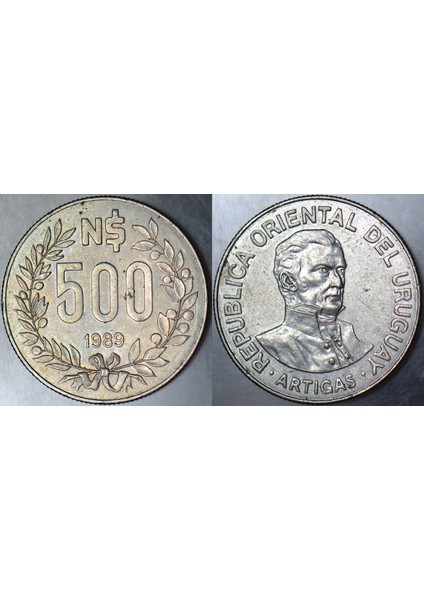 N$
500
1989
REPUBLICA ORIENTAL DEL URUGUAY
· ARTIGAS ·